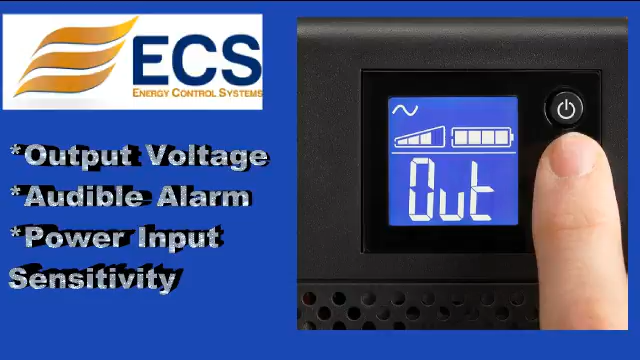 ECS
ENERGY CONTROL SYSTEMS
*Output Voltage
*Audible Alarm
*Power Input
Sensitivity
Out